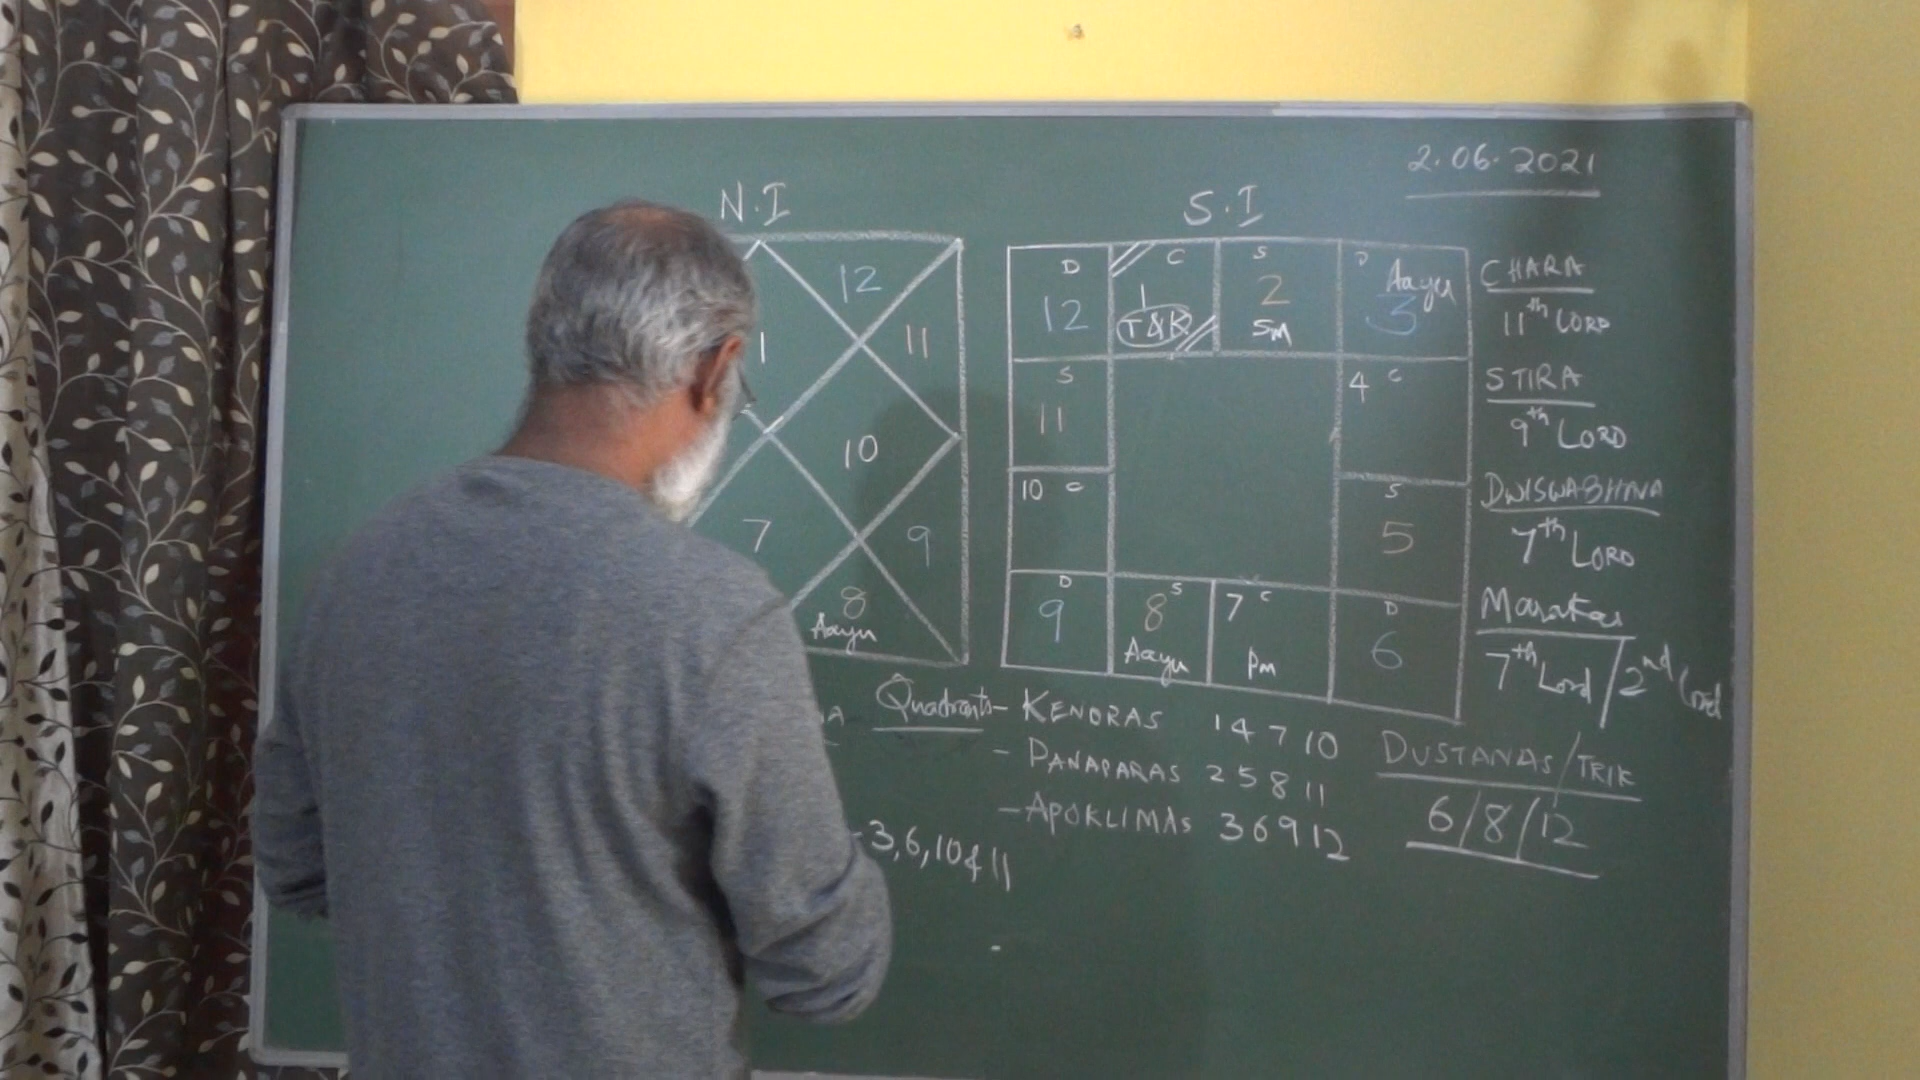 2.06.2021
N.I
12
1
11
10
7
9
8
Aayu
S.I
D
12
C
1
T&K
S
2
SM
D
Aayu
3
S
11
4 C
10 C
S
5
D
9
8 S
Aayu
7 C
PM
D
6
CHARA
11th LORD
STIRA
9th LORD
DWISWABHAVA
7th LORD
Marakas
7th Lord / 2nd Lord
Quadrants - KENDRAS 1 4 7 10
- PANAPARAS 2 5 8 11
- APOKLIMAS 3 6 9 12
- 3, 6, 10 & 11
DUSTANAS / TRIK
6/8/12